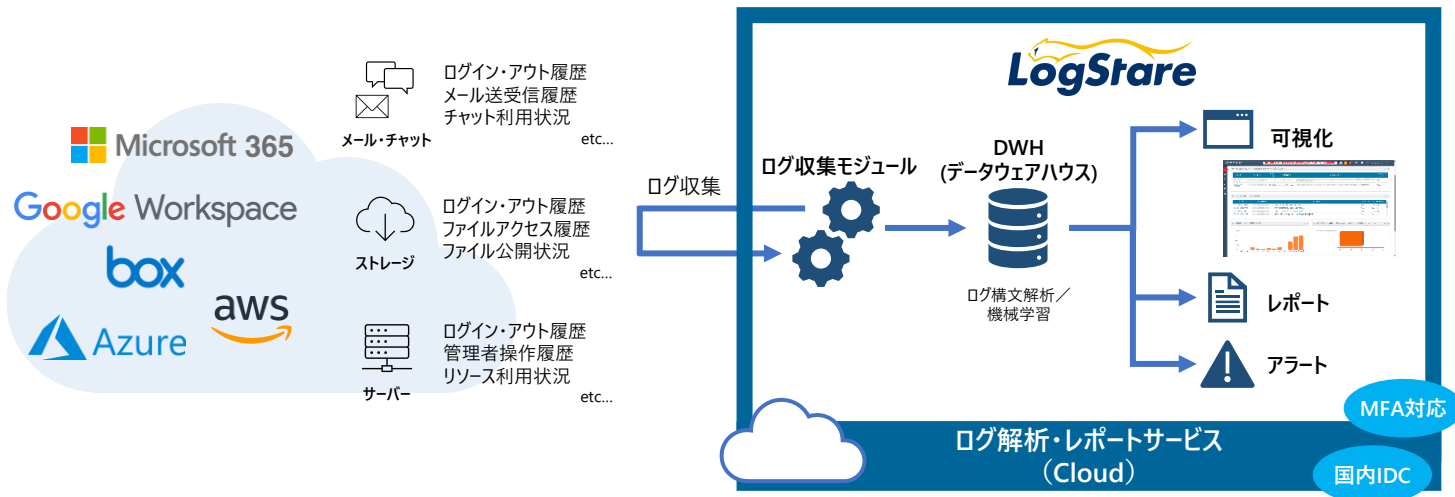 Microsoft 365
Google Workspace
box
aws
Azure
メール・チャット
ログイン・アウト履歴
メール送受信履歴
チャット利用状況
etc...
ストレージ
ログイン・アウト履歴
ファイルアクセス履歴
ファイル公開状況
etc...
サーバー
ログイン・アウト履歴
管理者操作履歴
リソース利用状況
etc...
ログ収集
LogStare
ログ収集モジュール
DWH
(データウェアハウス)
ログ構文解析／
機械学習
可視化
レポート
アラート
MFA対応
ログ解析・レポートサービス
（Cloud）
国内IDC